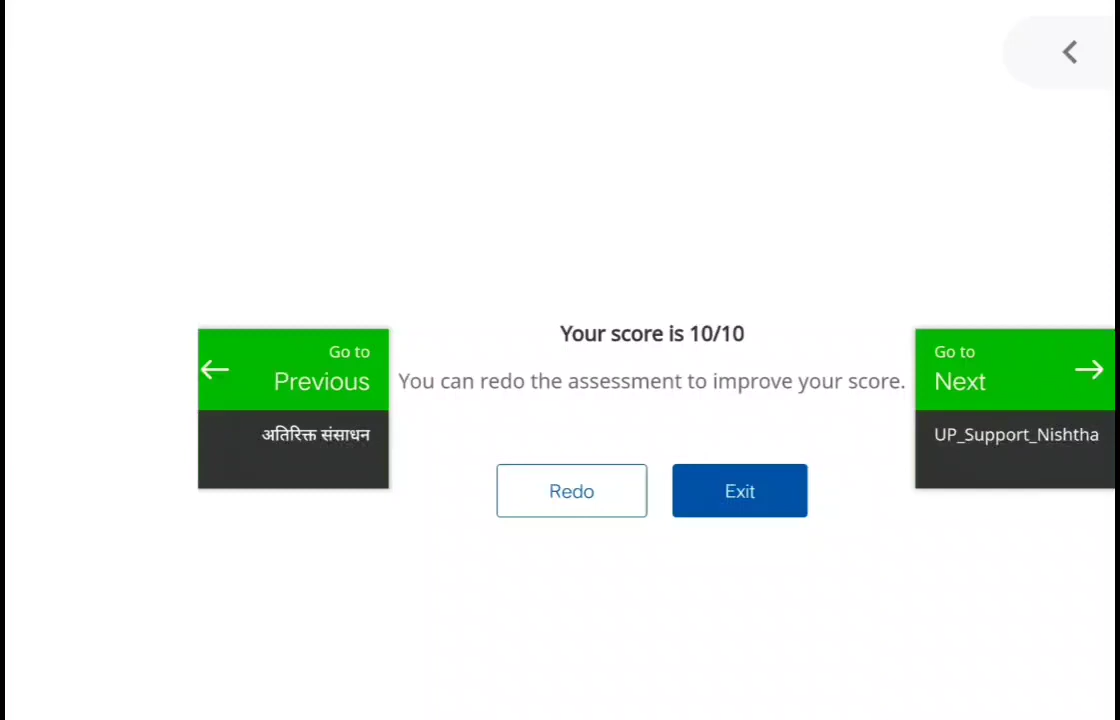 Your score is 10/10
Go to
Previous
अतिरिक्त संसाधन
You can redo the assessment to improve your score.
Go to
Next
UP_Support_Nishtha
Redo
Exit